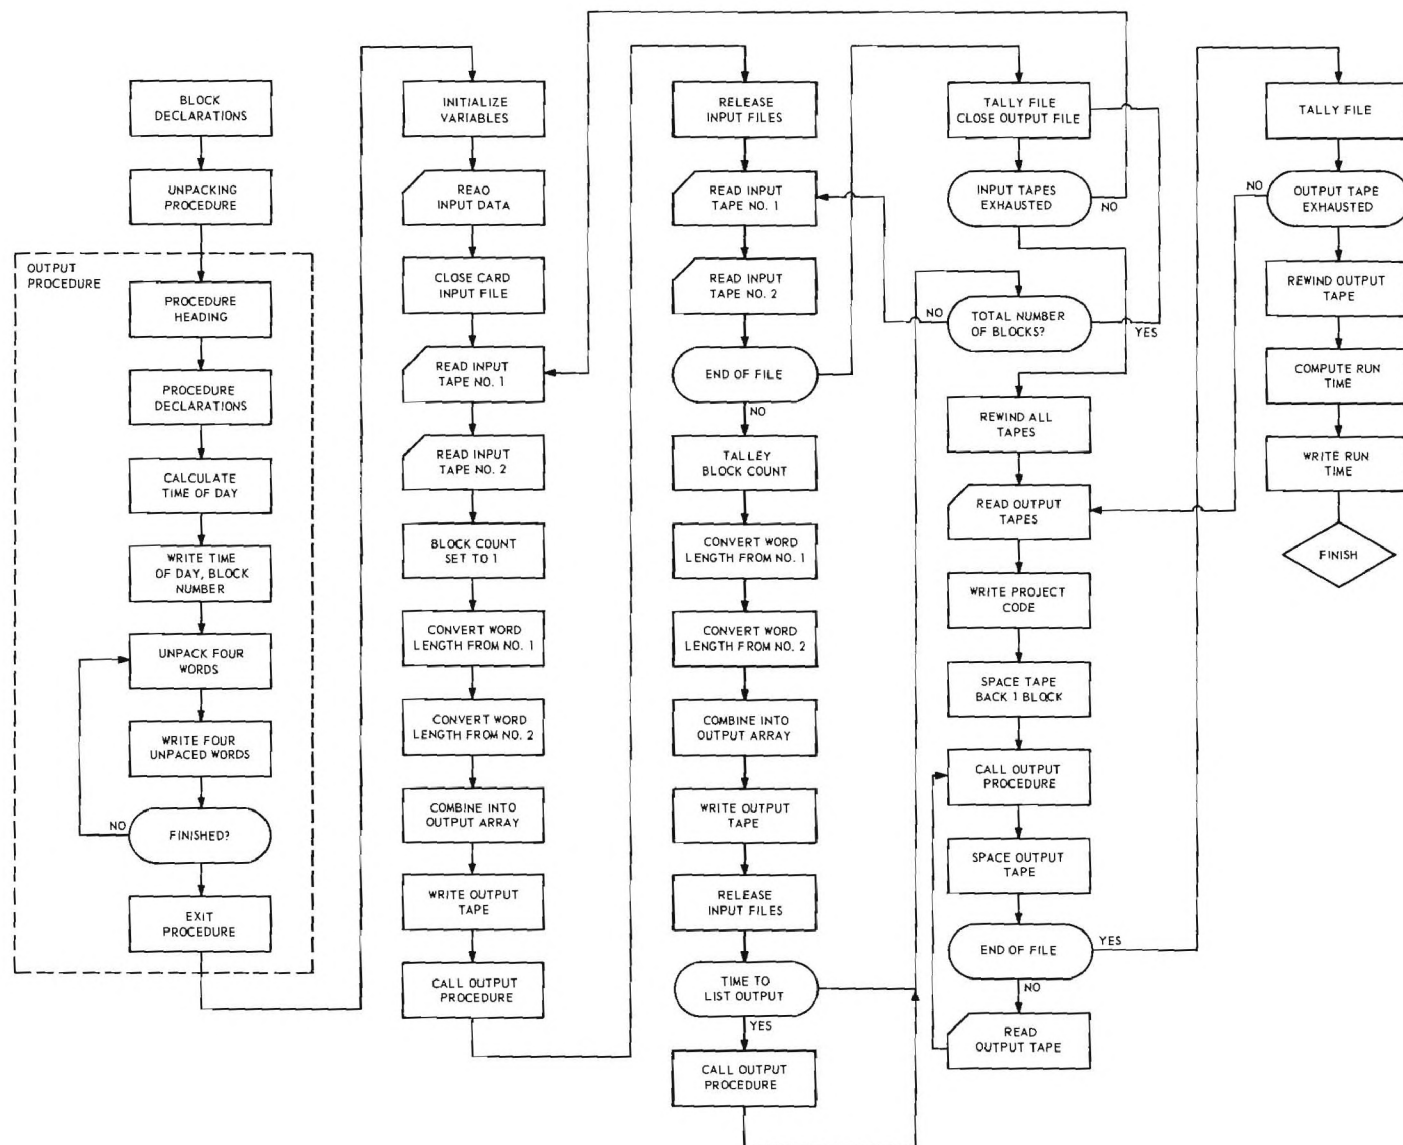 BLOCK
DECLARATIONS
UNPACKING
PROCEDURE
OUTPUT
PROCEDURE
PROCEDURE
HEADING
PROCEDURE
DECLARATIONS
CALCULATE
TIME OF DAY
WRITE TIME
OF DAY, BLOCK
NUMBER
UNPACK FOUR
WORDS
WRITE FOUR
UNPACED WORDS
NO
FINISHED?
EXIT
PROCEDURE
INITIALIZE
VARIABLES
READ
INPUT DATA
CLOSE CARD
INPUT FILE
READ INPUT
TAPE NO. 1
READ INPUT
TAPE NO. 2
BLOCK COUNT
SET TO 1
CONVERT WORD
LENGTH FROM NO. 1
CONVERT WORD
LENGTH FROM NO. 2
COMBINE INTO
OUTPUT ARRAY
WRITE OUTPUT
TAPE
CALL OUTPUT
PROCEDURE
RELEASE
INPUT FILES
READ INPUT
TAPE NO. 1
READ INPUT
TAPE NO. 2
END OF FILE
NO
TALLEY
BLOCK COUNT
CONVERT WORD
LENGTH FROM NO. 1
CONVERT WORD
LENGTH FROM NO. 2
COMBINE INTO
OUTPUT ARRAY
WRITE OUTPUT
TAPE
RELEASE
INPUT FILES
TIME TO
LIST OUTPUT
YES
CALL OUTPUT
PROCEDURE
TALLY FILE
CLOSE OUTPUT FILE
INPUT TAPES
EXHAUSTED
NO
NO
TOTAL NUMBER
OF BLOCKS?
YES
REWIND ALL
TAPES
READ OUTPUT
TAPES
WRITE PROJECT
CODE
SPACE TAPE
BACK 1 BLOCK
CALL OUTPUT
PROCEDURE
SPACE OUTPUT
TAPE
END OF FILE
YES
NO
READ
OUTPUT TAPE
TALLY FILE
NO
OUTPUT TAPE
EXHAUSTED
REWIND OUTPUT
TAPE
COMPUTE RUN
TIME
WRITE RUN
TIME
FINISH